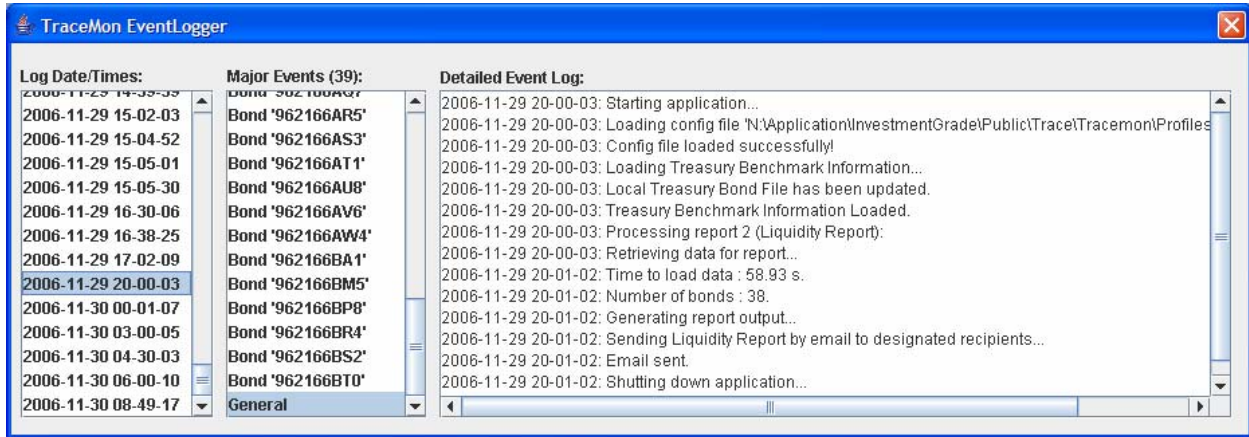 TraceMon EventLogger
Log Date/Times:
2006-11-29 14-59-59
2006-11-29 15-02-03
2006-11-29 15-04-52
2006-11-29 15-05-01
2006-11-29 15-05-30
2006-11-29 16-30-06
2006-11-29 16-38-25
2006-11-29 17-02-09
2006-11-29 20-00-03
2006-11-30 00-01-07
2006-11-30 03-00-05
2006-11-30 04-30-03
2006-11-30 06-00-10
2006-11-30 08-49-17
Major Events (39):
Bond '962166AQ7'
Bond '962166AR5'
Bond '962166AS3'
Bond '962166AT1'
Bond '962166AU8'
Bond '962166AV6'
Bond '962166AW4'
Bond '962166BA1'
Bond '962166BM5'
Bond '962166BP8'
Bond '962166BR4'
Bond '962166BS2'
Bond '962166BT0'
General
Detailed Event Log:
2006-11-29 20-00-03: Starting application...
2006-11-29 20-00-03: Loading config file 'N:\Application\InvestmentGrade\Public\Trace\Tracemon\Profiles
2006-11-29 20-00-03: Config file loaded successfully!
2006-11-29 20-00-03: Loading Treasury Benchmark Information...
2006-11-29 20-00-03: Local Treasury Bond File has been updated.
2006-11-29 20-00-03: Treasury Benchmark Information Loaded.
2006-11-29 20-00-03: Processing report 2 (Liquidity Report):
2006-11-29 20-00-03: Retrieving data for report...
2006-11-29 20-01-02: Time to load data : 58.93 s.
2006-11-29 20-01-02: Number of bonds : 38.
2006-11-29 20-01-02: Generating report output...
2006-11-29 20-01-02: Sending Liquidity Report by email to designated recipients...
2006-11-29 20-01-02: Email sent.
2006-11-29 20-01-02: Shutting down application...